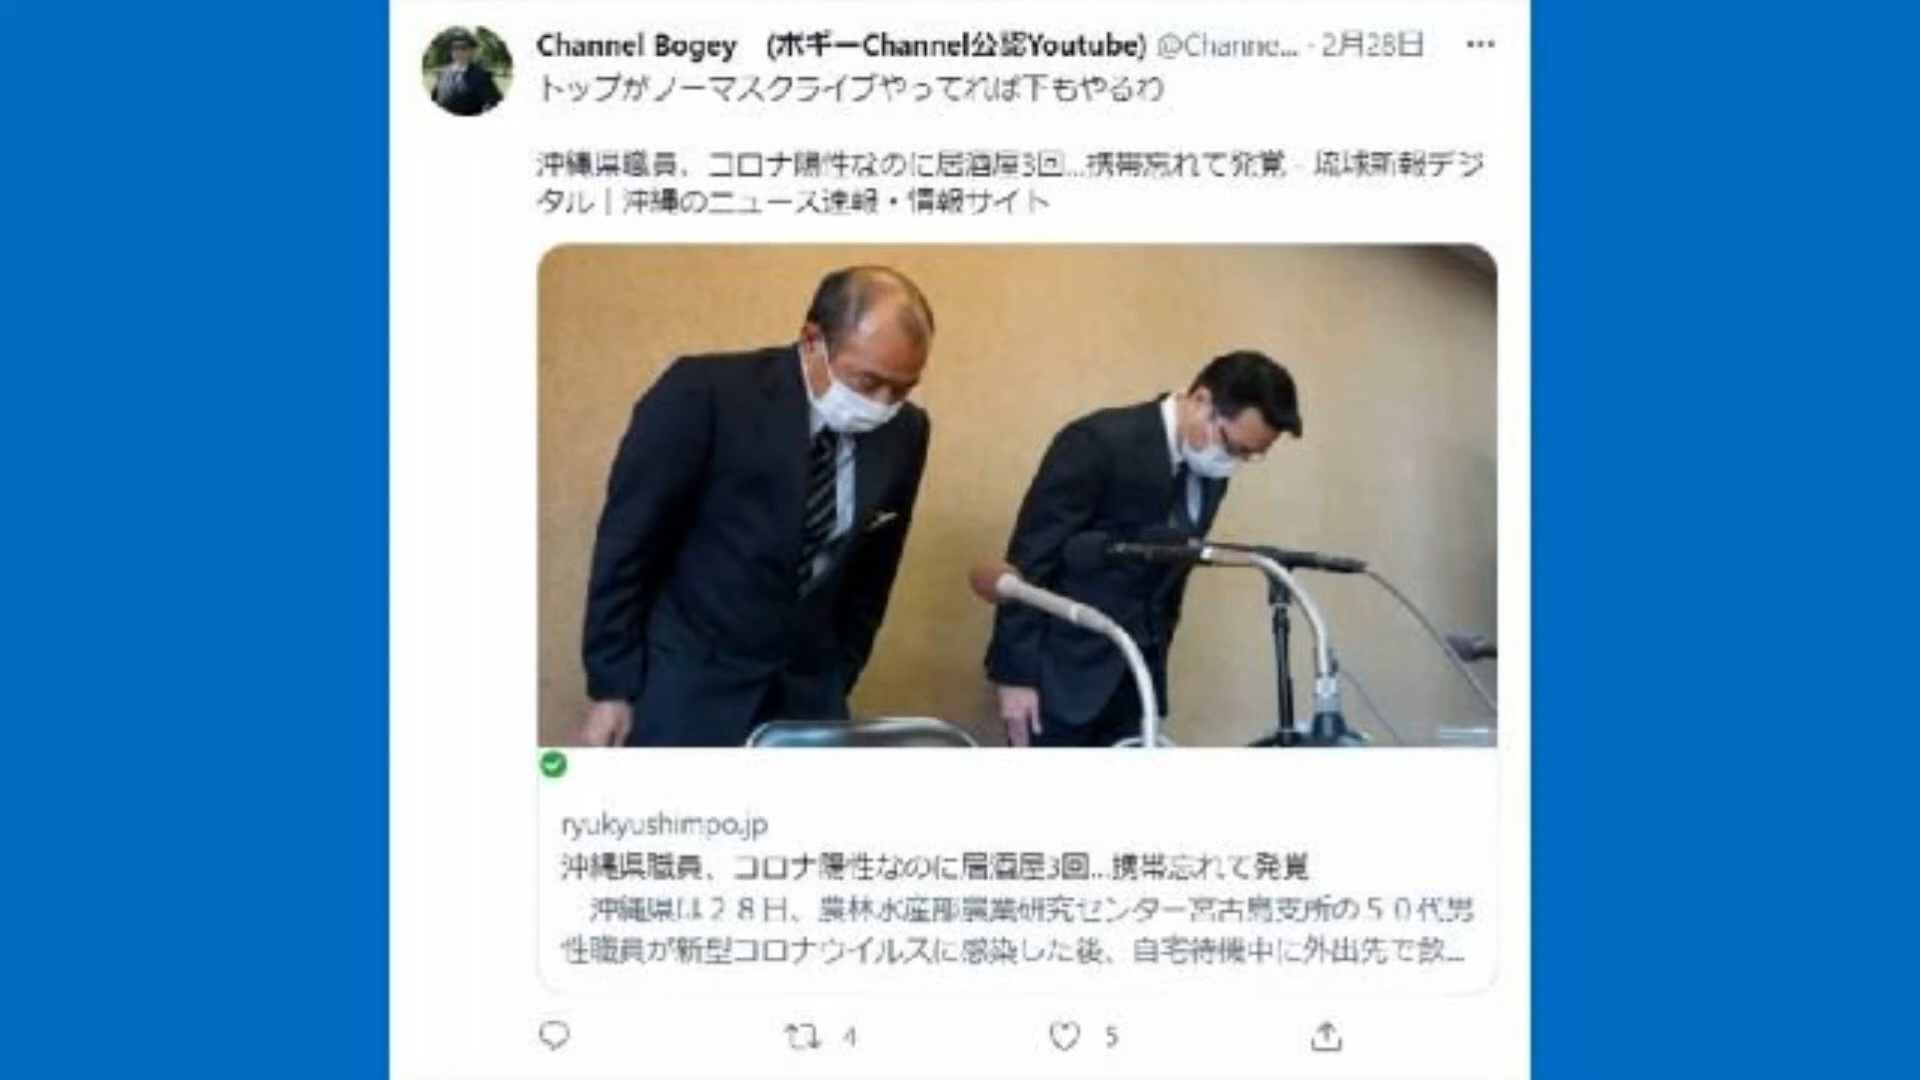 Channel Bogey (ボギーChannel公認Youtube) @Channe... · 2月28日
トップがノーマスクライブやってれば下もやるわ
沖縄県職員、コロナ陽性なのに居酒屋3回...携帯忘れて発覚 - 琉球新報デジ
タル｜沖縄のニュース速報・情報サイト
ryukyushimpo.jp
沖縄県職員、コロナ陽性なのに居酒屋3回...携帯忘れて発覚
沖縄県は２８日、農林水産部農業研究センター宮古島支所の５０代男
性職員が新型コロナウイルスに感染した後、自宅待機中に外出先で飲...
4
5